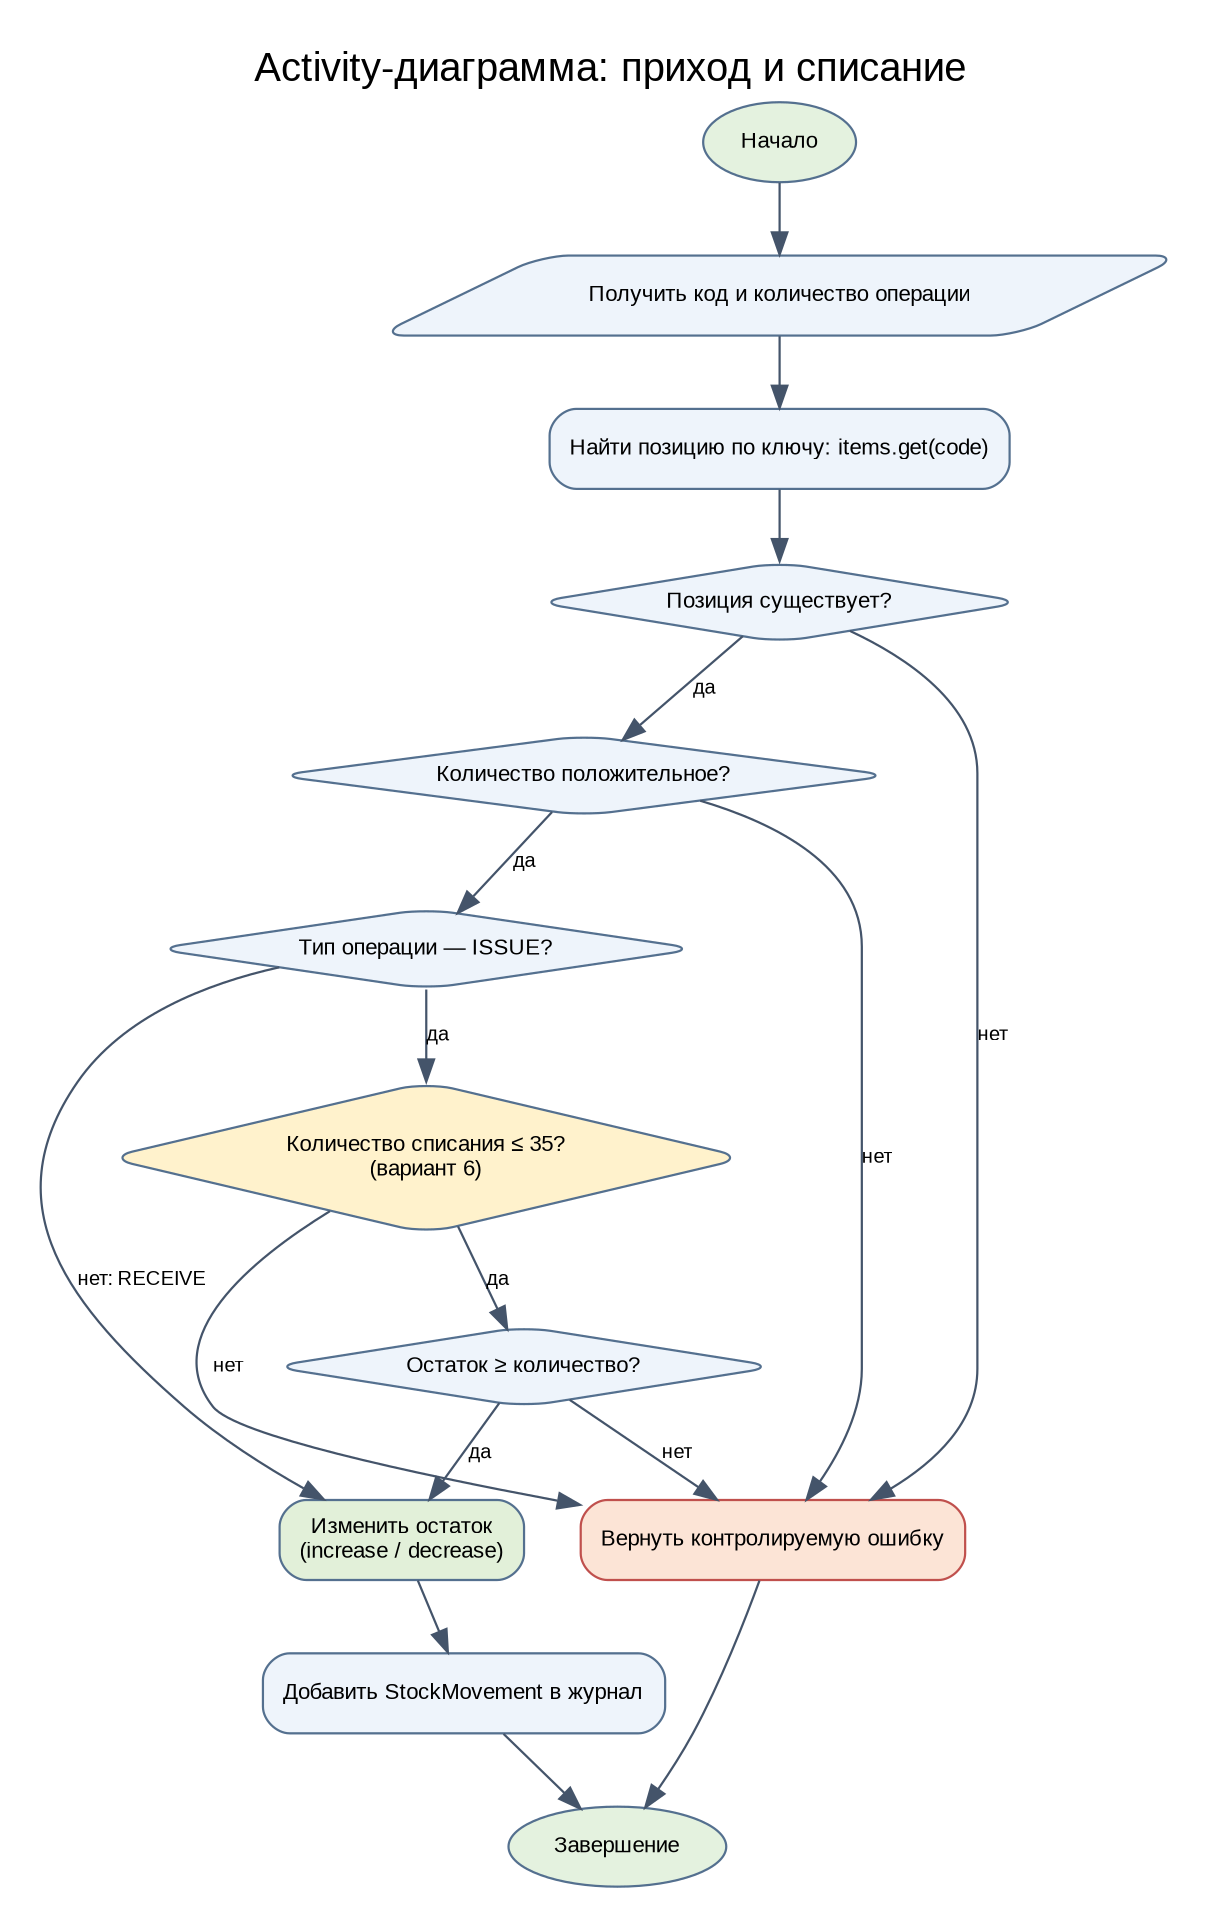 Activity-диаграмма: приход и списание
Начало
Получить код и количество операции
Найти позицию по ключу: items.get(code)
Позиция существует?
да
Количество положительное?
да
Тип операции — ISSUE?
да
нет
Количество списания ≤ 35?
(вариант 6)
нет
нет: RECEIVE
да
Остаток ≥ количество?
нет
да
нет
Изменить остаток
(increase / decrease)
Вернуть контролируемую ошибку
Добавить StockMovement в журнал
Завершение